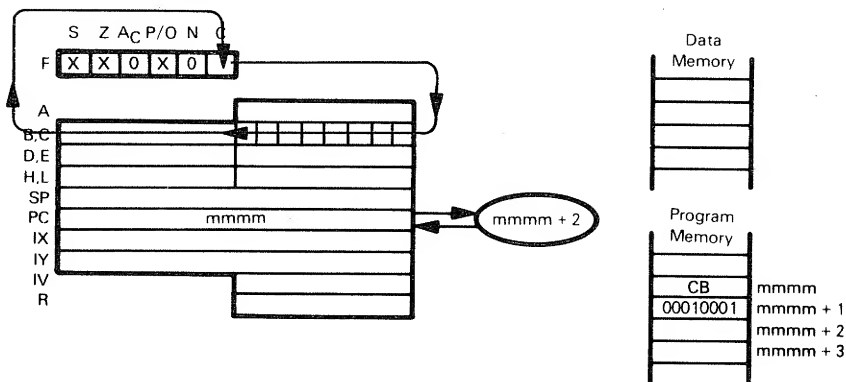 S Z AC P/O N C
F X X 0 X 0
A
B,C
D,E
H,L
SP
PC mmmm
IX
IY
IV
R
mmmm + 2
Data
Memory
Program
Memory
CB mmmm
00010001 mmmm + 1
mmmm + 2
mmmm + 3